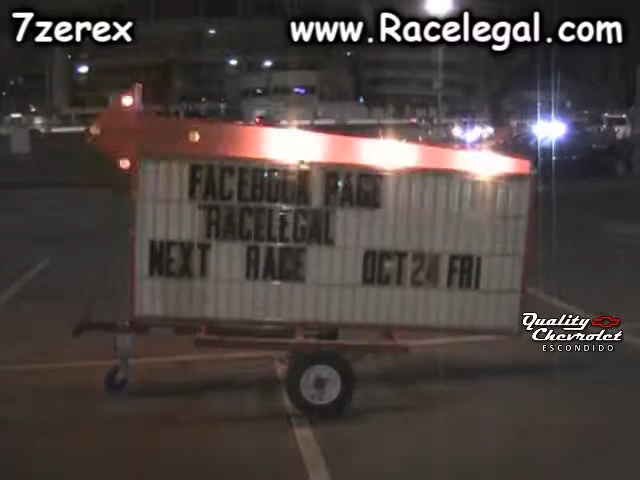 7zerex
www.Racelegal.com
FACEBOOK PAGE
"RACELEGAL
NEXT RACE OCT 24 FRI
Quality
Chevrolet
ESCONDIDO